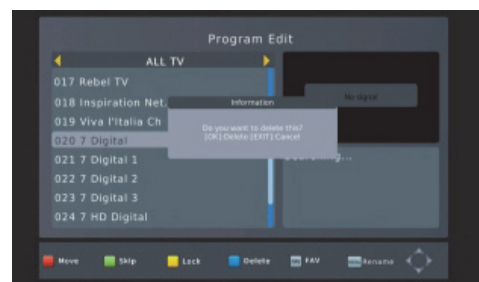 Program Edit
ALL TV
017 Rebel TV
018 Inspiration Net.
019 Viva l'Italia Ch
020 7 Digital
021 7 Digital 1
022 7 Digital 2
023 7 Digital 3
024 7 HD Digital
No signal
Information
Do you want to delete this?
[OK] Delete [EXIT] Cancel
Move
Skip
Lock
Delete
FAV
Rename